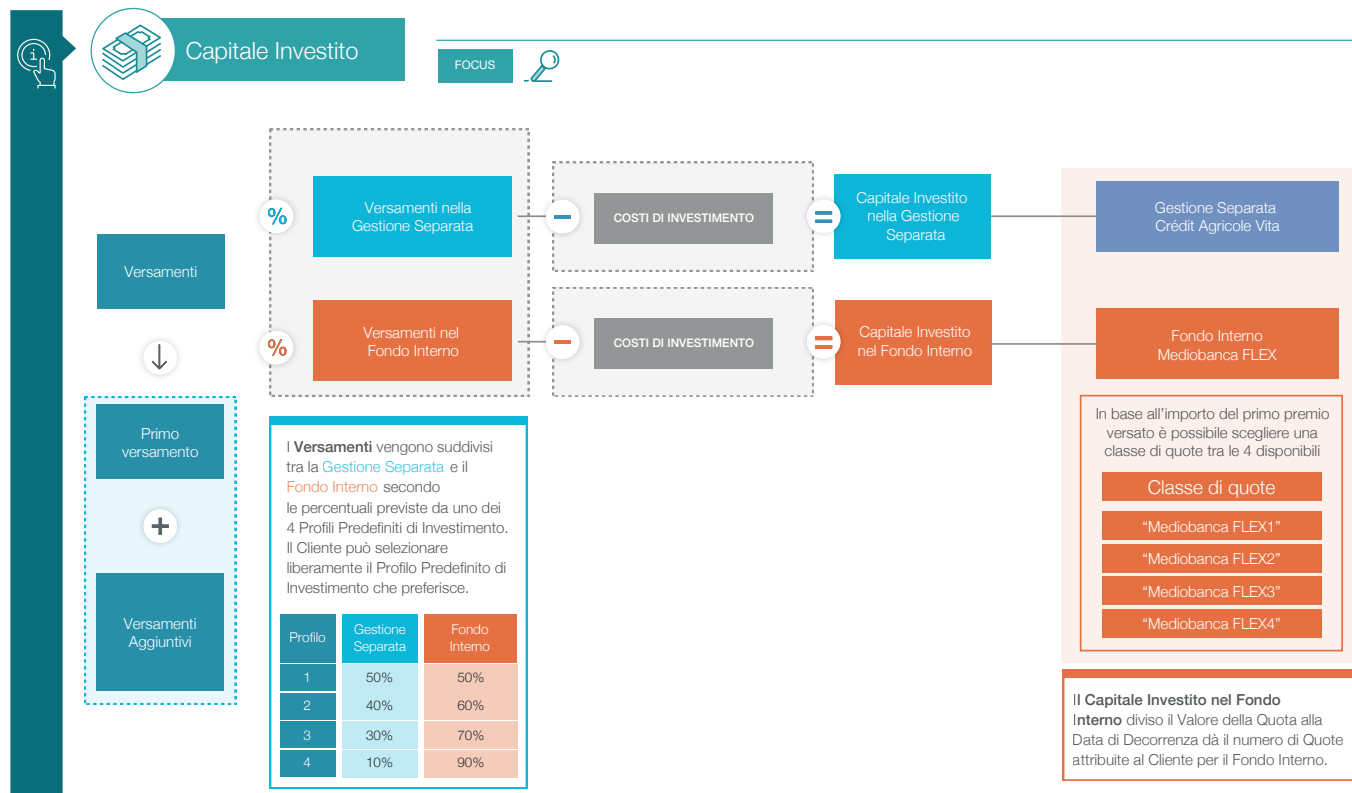 Capitale Investito
FOCUS
Versamenti
Primo
versamento
+
Versamenti
Aggiuntivi
%
Versamenti nella
Gestione Separata
−
COSTI DI INVESTIMENTO
=
Capitale Investito
nella Gestione
Separata
Gestione Separata
Crédit Agricole Vita
%
Versamenti nel
Fondo Interno
−
COSTI DI INVESTIMENTO
=
Capitale Investito
nel Fondo Interno
Fondo Interno
Mediobanca FLEX
I Versamenti vengono suddivisi
tra la Gestione Separata e il
Fondo Interno secondo
le percentuali previste da uno dei
4 Profili Predefiniti di Investimento.
Il Cliente può selezionare
liberamente il Profilo Predefinito di
Investimento che preferisce.
Profilo Gestione Separata Fondo Interno
1 50% 50%
2 40% 60%
3 30% 70%
4 10% 90%
In base all'importo del primo premio
versato è possibile scegliere una
classe di quote tra le 4 disponibili
Classe di quote
“Mediobanca FLEX1”
“Mediobanca FLEX2”
“Mediobanca FLEX3”
“Mediobanca FLEX4”
Il Capitale Investito nel Fondo
Interno diviso il Valore della Quota alla
Data di Decorrenza dà il numero di Quote
attribuite al Cliente per il Fondo Interno.